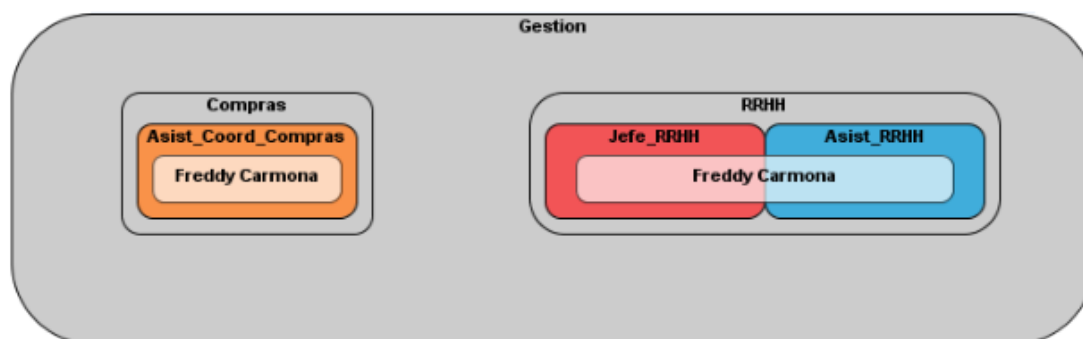 Gestion
Compras
RRHH
Asist_Coord_Compras
Jefe_RRHH
Asist_RRHH
Freddy Carmona
Freddy Carmona